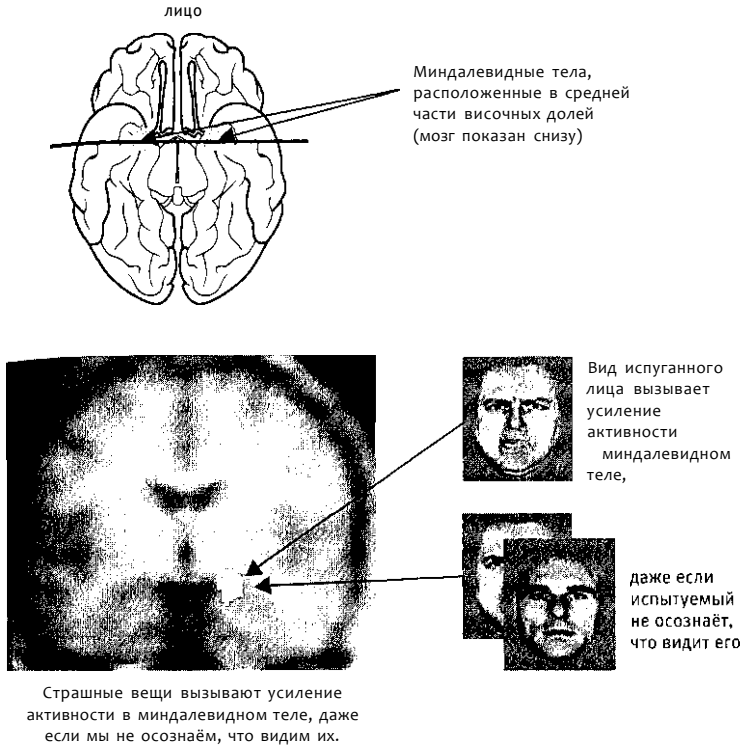 лицо
Миндалевидные тела,
расположенные в средней
части височных долей
(мозг показан снизу)
Вид испуганного
лица вызывает
усиление
активности
миндалевидном
теле,
даже если
испытуемый
не осознаёт,
что видит его
Страшные вещи вызывают усиление
активности в миндалевидном теле, даже
если мы не осознаём, что видим их.